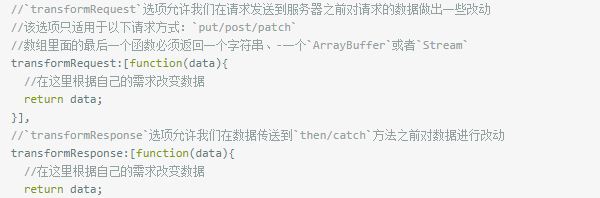 //`transformRequest`选项允许我们在请求发送到服务器之前对请求的数据做出一些改动
//该选项只适用于以下请求方式：`put/post/patch`
//数组里面的最后一个函数必须返回一个字符串、-一个`ArrayBuffer`或者`Stream`
transformRequest:[function(data){
//在这里根据自己的需求改变数据
return data;
}],
//`transformResponse`选项允许我们在数据传送到`then/catch`方法之前对数据进行改动
transformResponse:[function(data){
//在这里根据自己的需求改变数据
return data;